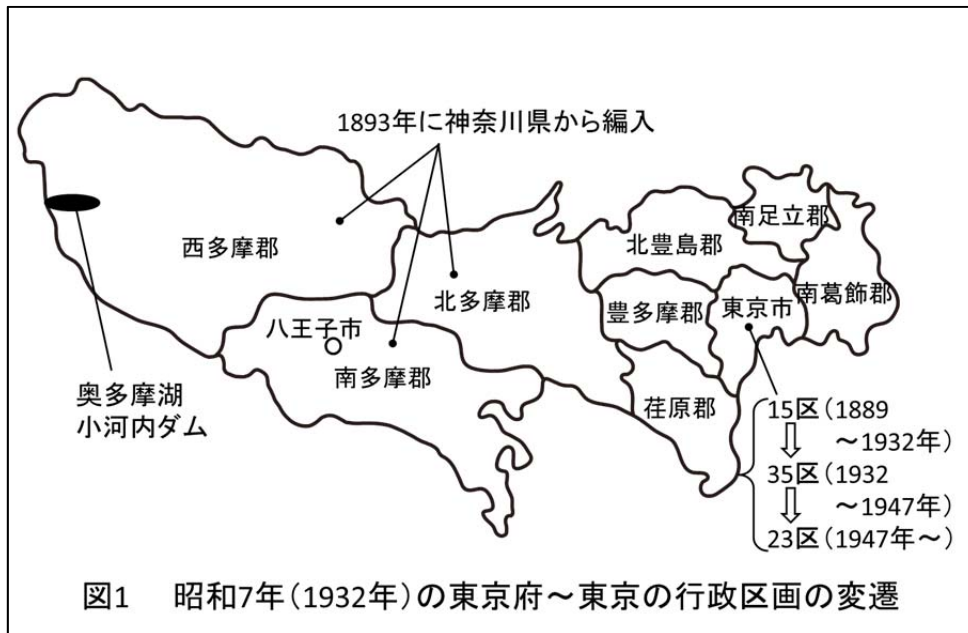 1893年に神奈川県から編入
南足立郡
北豊島郡
西多摩郡
北多摩郡
豊多摩郡
東京市
南葛飾郡
八王子市
南多摩郡
荏原郡
奥多摩湖
小河内ダム
15区(1889
～1932年)
35区(1932
～1947年)
23区(1947年～)
図1 昭和7年(1932年)の東京府～東京の行政区画の変遷